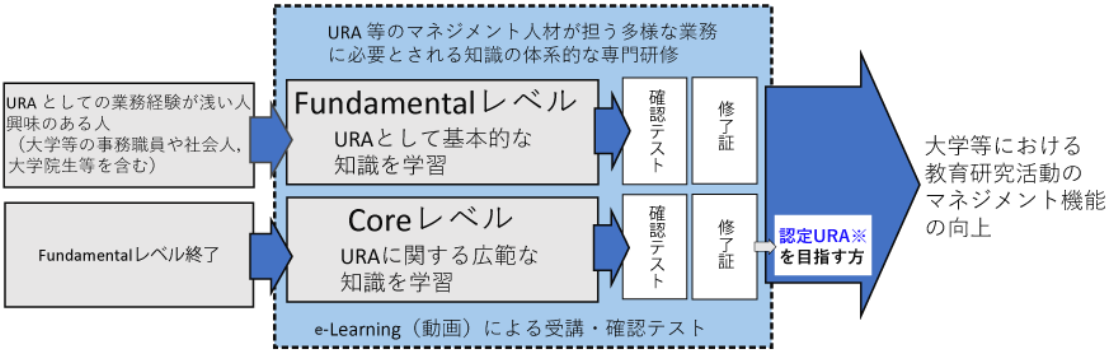 URA 等のマネジメント人材が担う多様な業務
に必要とされる知識の体系的な専門研修
URA としての業務経験が浅い人
興味のある人
（大学等の事務職員や社会人，
大学院生等を含む）
Fundamentalレベル
URAとして基本的な
知識を学習
確認テスト
修了証
Fundamentalレベル終了
Coreレベル
URAに関する広範な
知識を学習
確認テスト
修了証
認定URA※
を目指す方
e-Learning（動画）による受講・確認テスト
大学等における
教育研究活動の
マネジメント機能
の向上